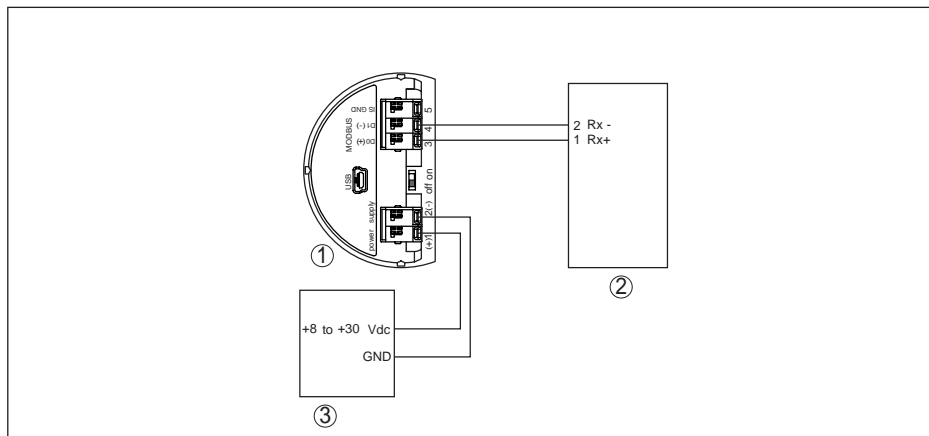 IS GND
D1(-)
D0(+)
MODBUS
5
4
3
USB
off on
power supply
2(-)
(+)1
1
2 Rx -
1 Rx+
2
+8 to +30 Vdc
GND
3